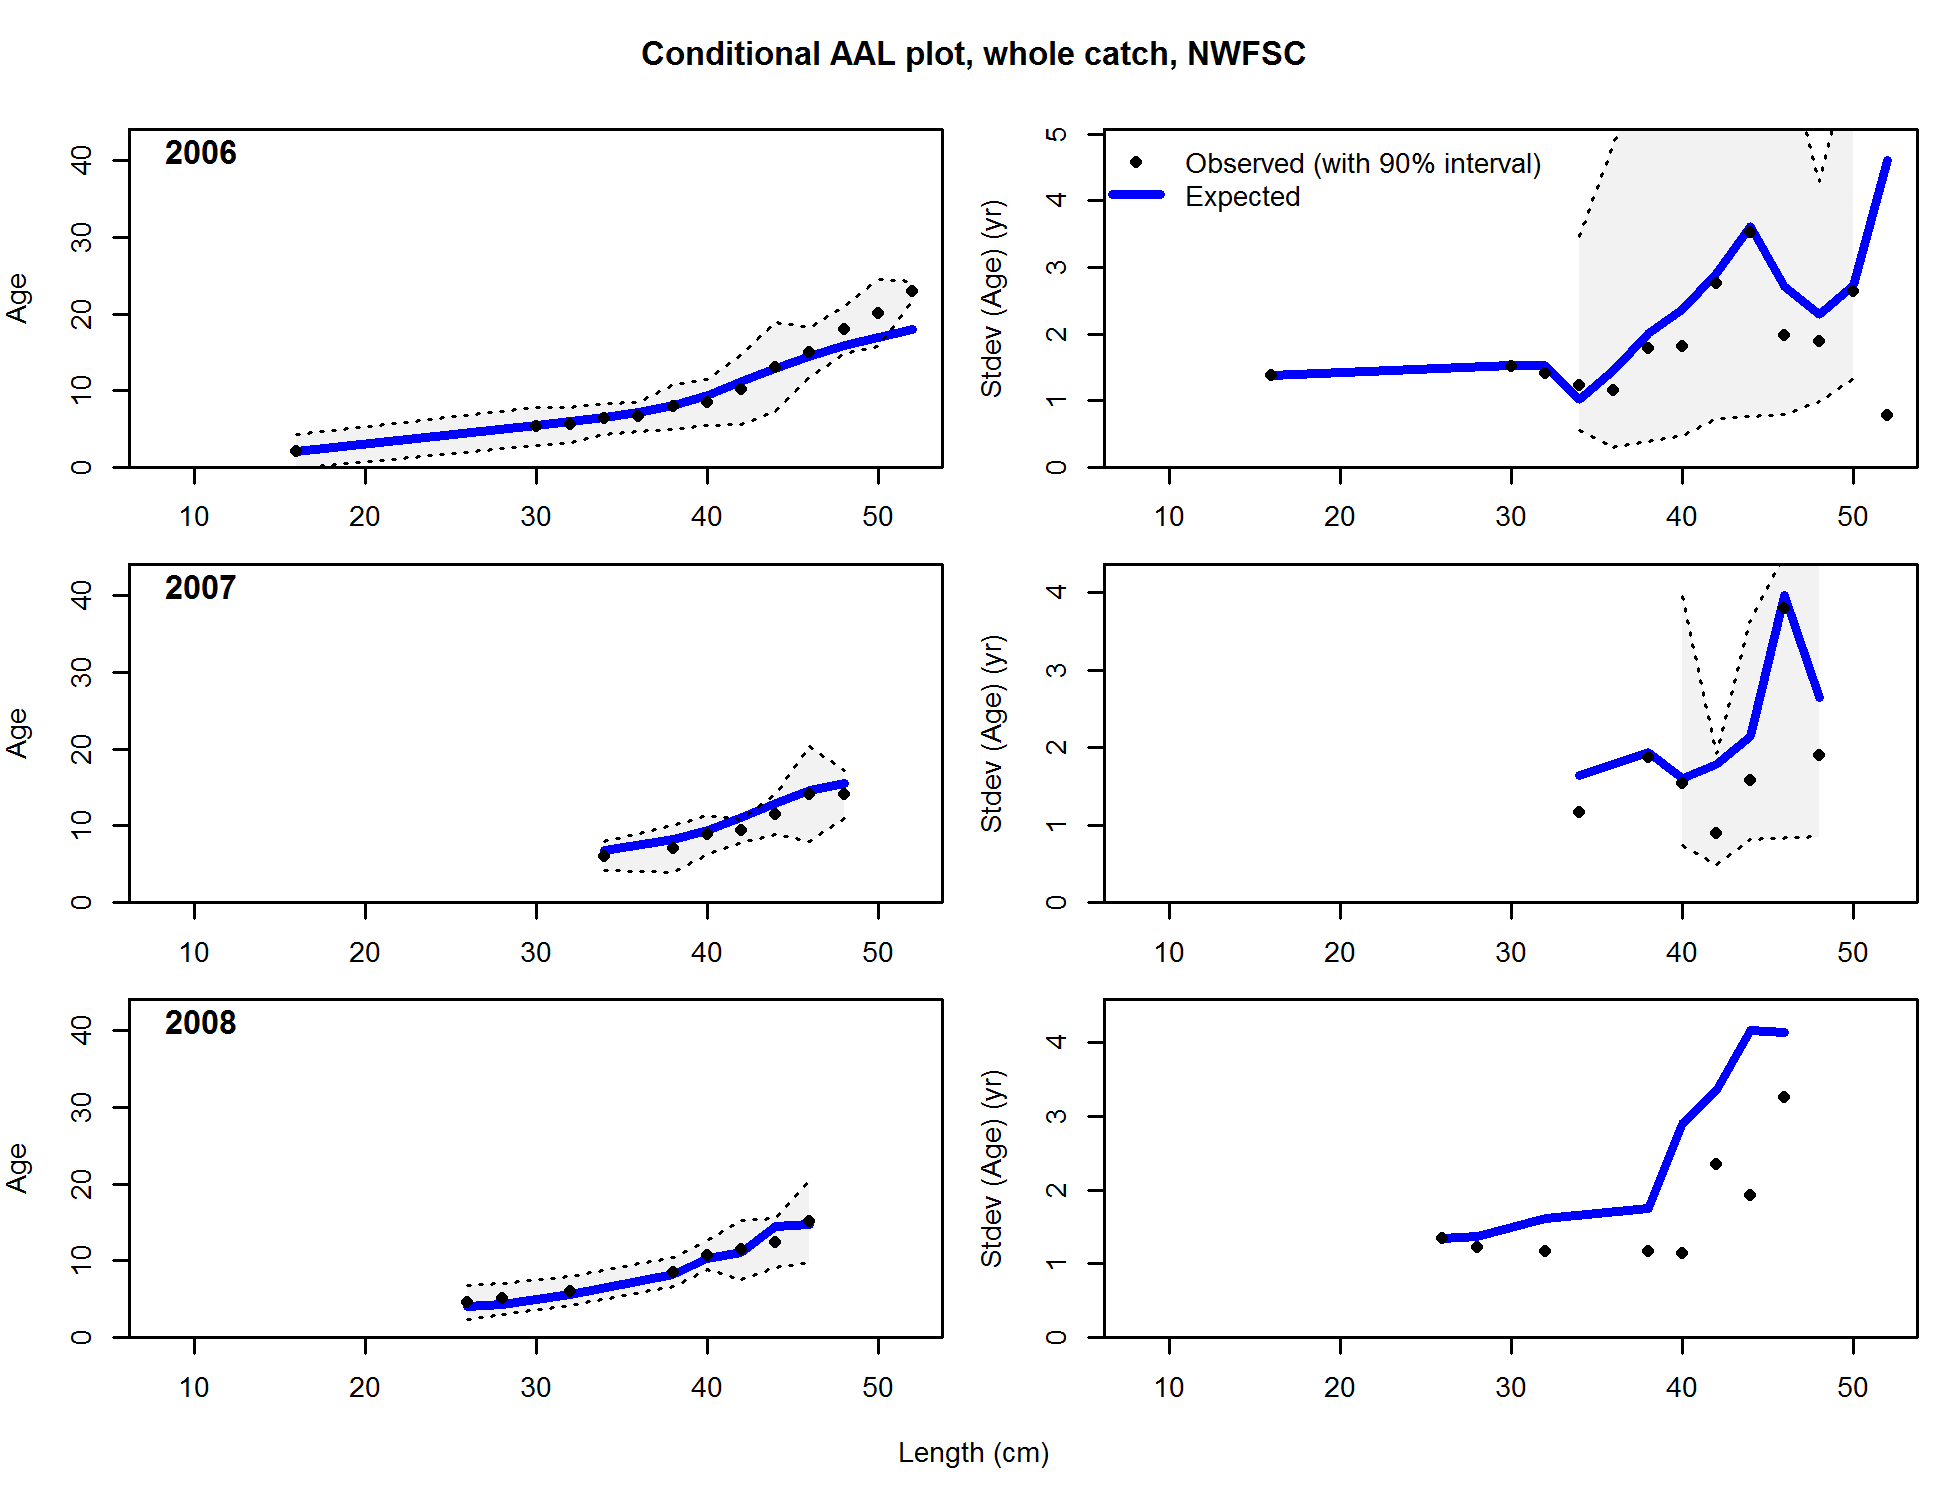 Conditional AAL plot, whole catch, NWFSC
2006
Age
0 10 20 30 40
10 20 30 40 50
Observed (with 90% interval)
Expected
Stdev (Age) (yr)
0 1 2 3 4 5
10 20 30 40 50
2007
Age
0 10 20 30 40
10 20 30 40 50
Stdev (Age) (yr)
0 1 2 3 4
10 20 30 40 50
2008
Age
0 10 20 30 40
10 20 30 40 50
Stdev (Age) (yr)
0 1 2 3 4
10 20 30 40 50
Length (cm)